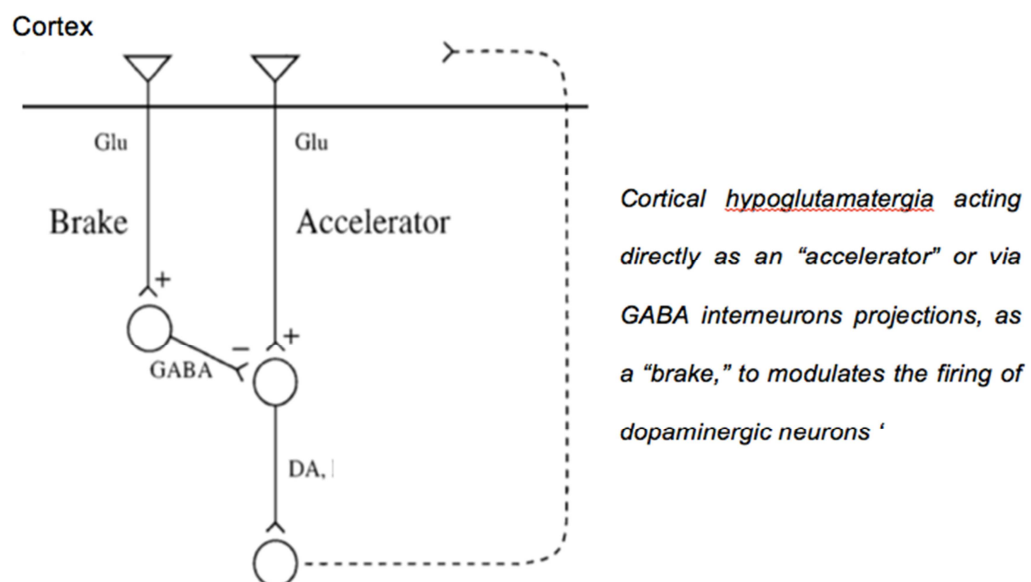 Cortex
Glu
Glu
Brake
Accelerator
+
+
−
GABA
DA,
Cortical hypoglutamatergia acting
directly as an “accelerator” or via
GABA interneurons projections, as
a “brake,” to modulates the firing of
dopaminergic neurons ‘